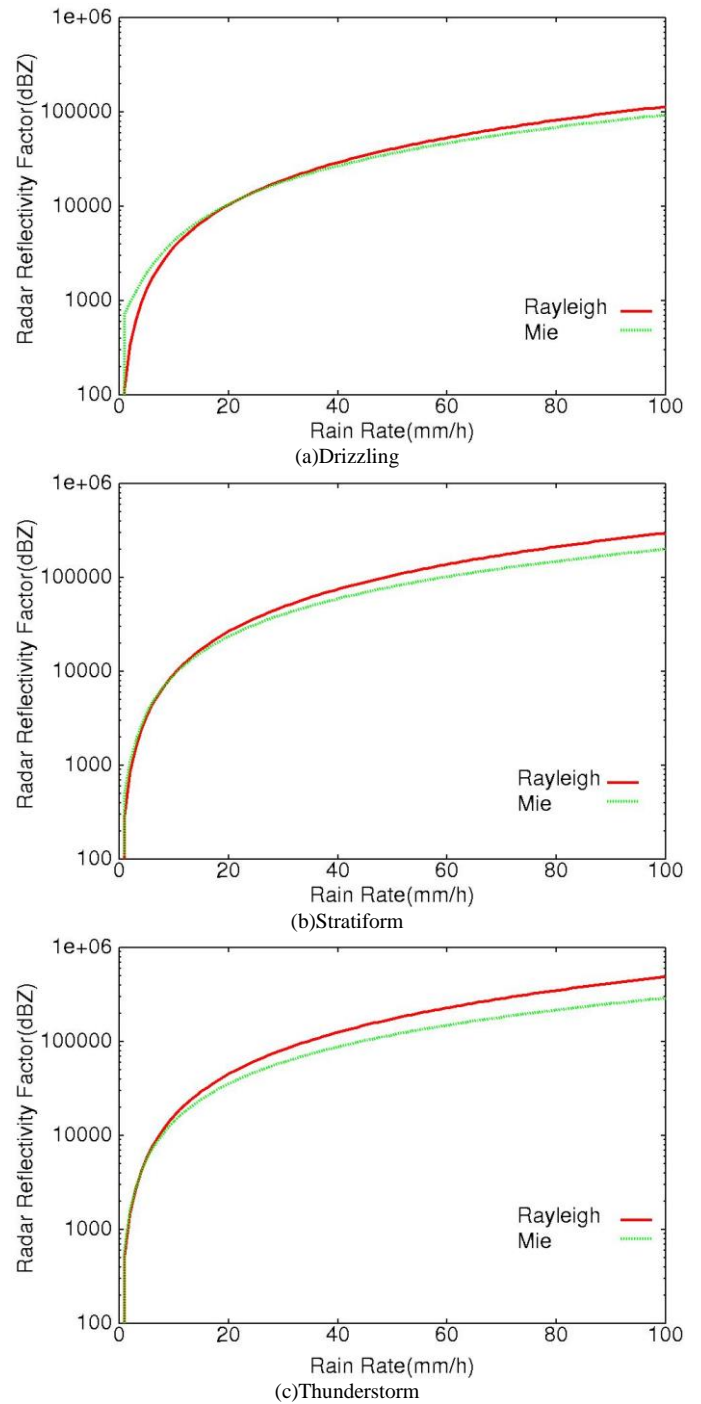 1e+06
100000
10000
1000
100
Radar Reflectivity Factor(dBZ)
Rayleigh
Mie
0 20 40 60 80 100
Rain Rate(mm/h)
(a)Drizzling
1e+06
100000
10000
1000
100
Radar Reflectivity Factor(dBZ)
Rayleigh
Mie
0 20 40 60 80 100
Rain Rate(mm/h)
(b)Stratiform
1e+06
100000
10000
1000
100
Radar Reflectivity Factor(dBZ)
Rayleigh
Mie
0 20 40 60 80 100
Rain Rate(mm/h)
(c)Thunderstorm